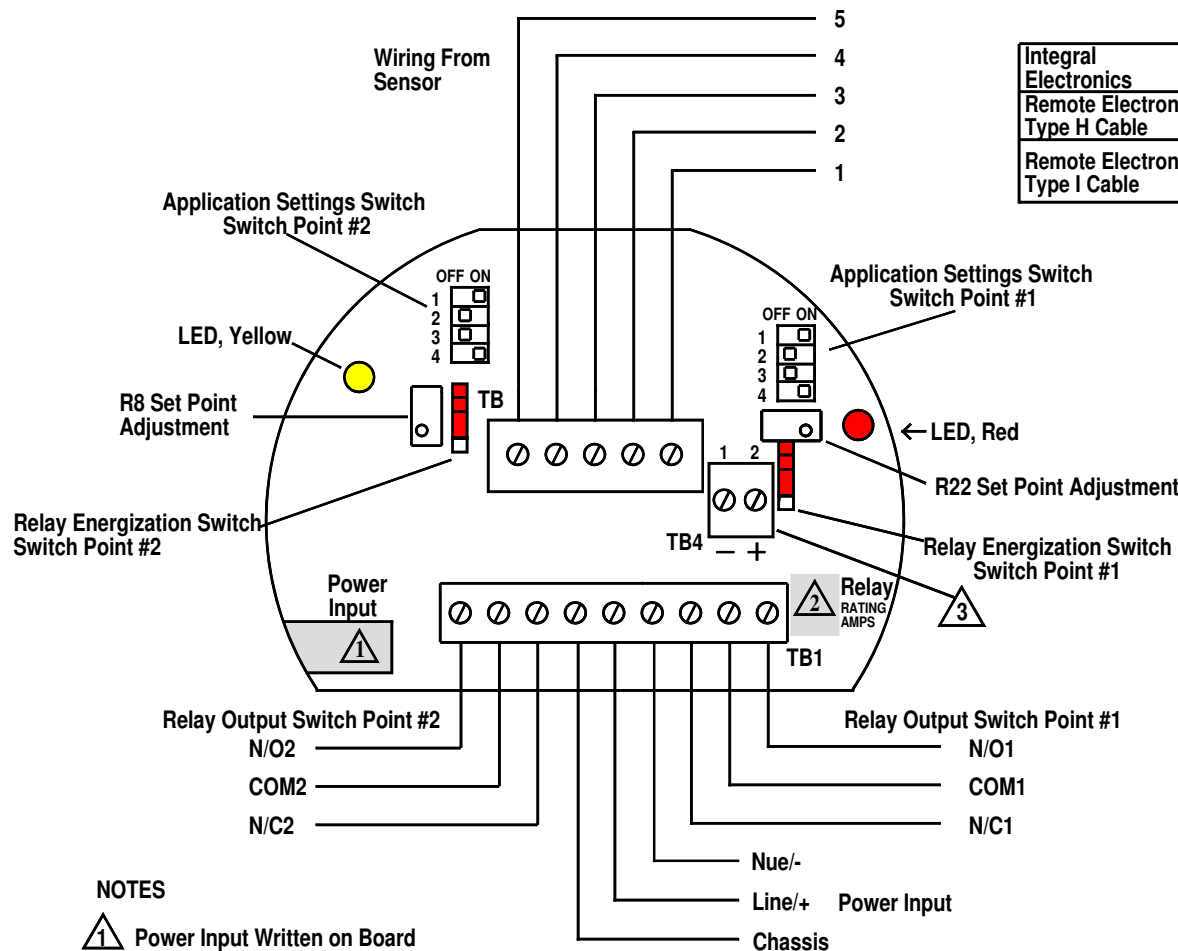 5
Wiring From
Sensor
4
3
2
1
Integral
Electronics
Remote Electron
Type H Cable
Remote Electron
Type I Cable
Application Settings Switch
Switch Point #2
OFF ON
1
2
3
4
Application Settings Switch
Switch Point #1
OFF ON
1
2
3
4
LED, Yellow
R8 Set Point
Adjustment
TB
LED, Red
1 2
R22 Set Point Adjustment
Relay Energization Switch
Switch Point #2
TB4
− +
Relay Energization Switch
Switch Point #1
3
Power
Input
1
2
Relay
RATING
AMPS
TB1
Relay Output Switch Point #2
Relay Output Switch Point #1
N/O2
N/O1
COM2
COM1
N/C2
N/C1
Nue/-
Line/+ Power Input
Chassis
NOTES
1 Power Input Written on Board